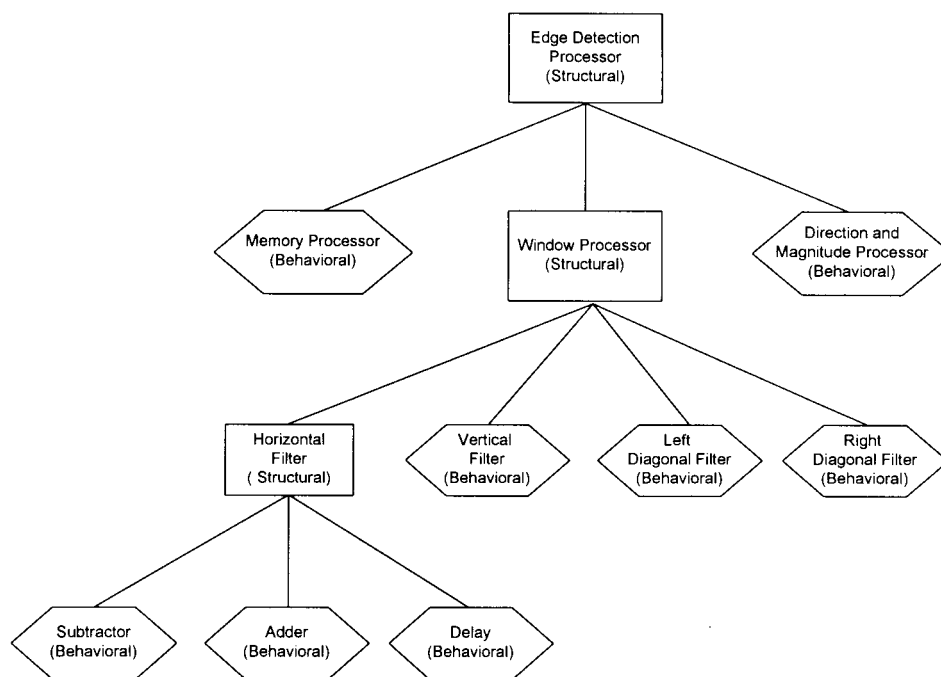 Edge Detection
Processor
(Structural)
Memory Processor
(Behavioral)
Window Processor
(Structural)
Direction and
Magnitude Processor
(Behavioral)
Horizontal
Filter
( Structural)
Vertical
Filter
(Behavioral)
Left
Diagonal Filter
(Behavioral)
Right
Diagonal Filter
(Behavioral)
Subtractor
(Behavioral)
Adder
(Behavioral)
Delay
(Behavioral)